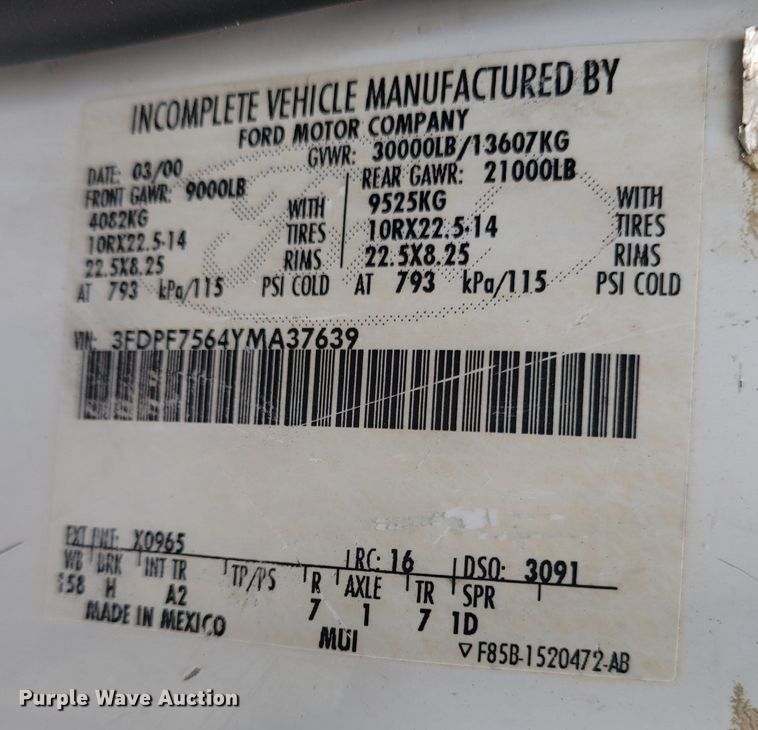 INCOMPLETE VEHICLE MANUFACTURED BY
FORD MOTOR COMPANY
DATE: 03/00 GVWR: 30000LB/13607KG
FRONT GAWR: 9000LB REAR GAWR: 21000LB
4082KG WITH 9525KG WITH
10RX22.5-14 TIRES 10RX22.5-14 TIRES
22.5X8.25 RIMS 22.5X8.25 RIMS
AT 793 kPa/115 PSI COLD AT 793 kPa/115 PSI COLD
VIN: 3FDPF7564YMA37639
EXT PNT: X0965 RC: 16 DSO: 3091
WB BRK INT TR TP/PS R AXLE TR SPR
158 H A2 7 1 7 1D
MADE IN MEXICO MUI
▽ F85B-1520472-AB
Purple Wave Auction